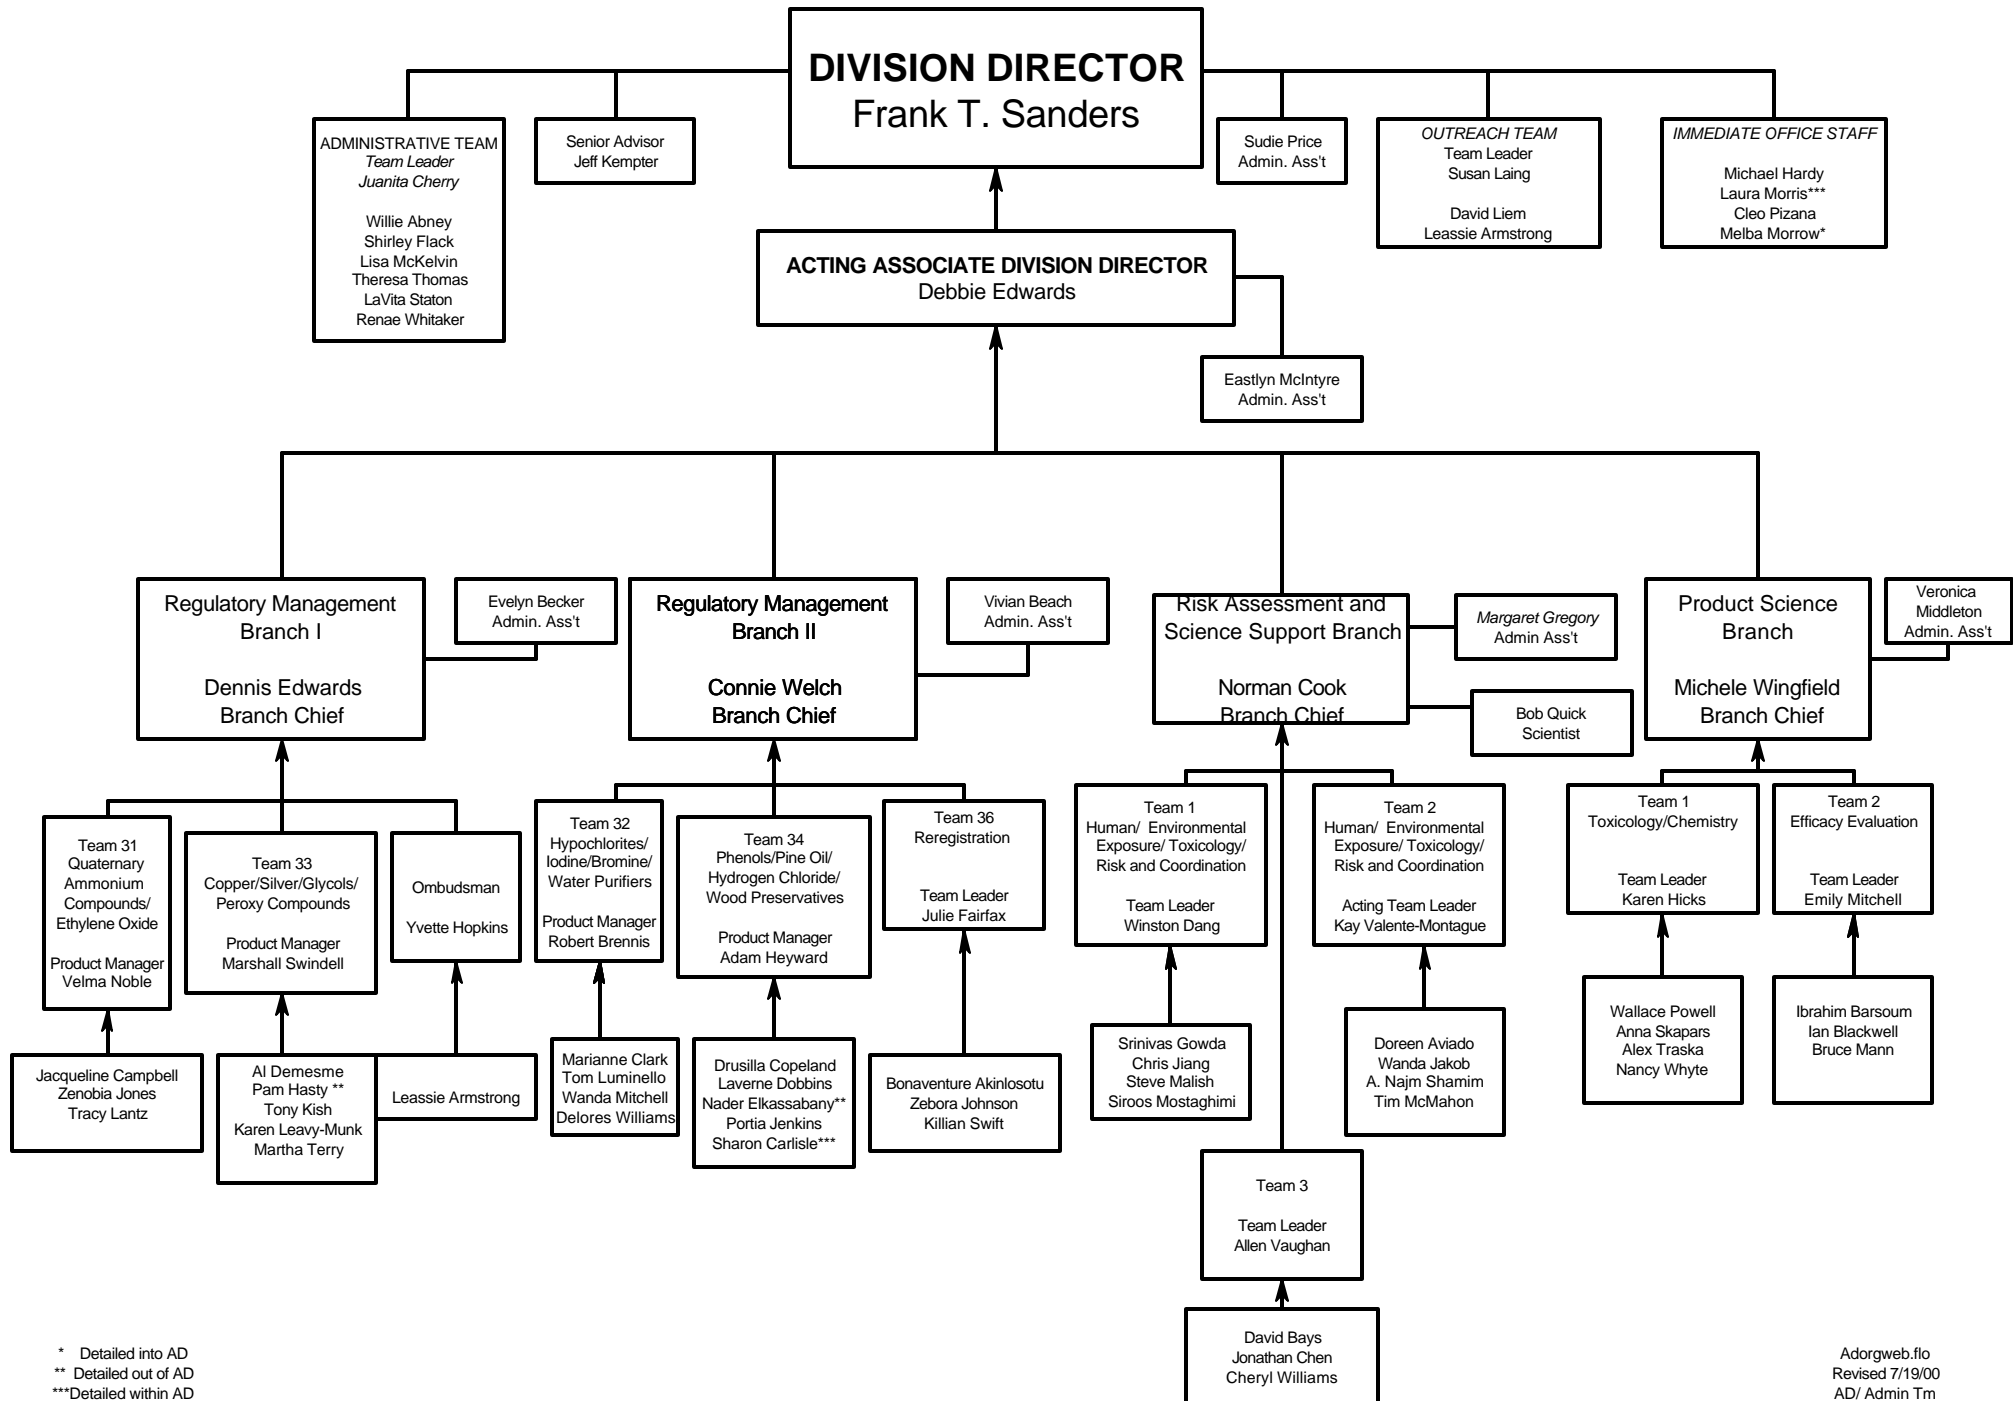 DIVISION DIRECTOR
Frank T. Sanders
ADMINISTRATIVE TEAM
Team Leader
Juanita Cherry
Willie Abney
Shirley Flack
Lisa McKelvin
Theresa Thomas
LaVita Staton
Renae Whitaker
Senior Advisor
Jeff Kempter
Sudie Price
Admin. Ass't
OUTREACH TEAM
Team Leader
Susan Laing
David Liem
Leassie Armstrong
IMMEDIATE OFFICE STAFF
Michael Hardy
Laura Morris***
Cleo Pizana
Melba Morrow*
ACTING ASSOCIATE DIVISION DIRECTOR
Debbie Edwards
Eastlyn McIntyre
Admin. Ass't
Regulatory Management
Branch I
Dennis Edwards
Branch Chief
Evelyn Becker
Admin. Ass't
Regulatory Management
Branch II
Connie Welch
Branch Chief
Vivian Beach
Admin. Ass't
Risk Assessment and
Science Support Branch
Norman Cook
Branch Chief
Margaret Gregory
Admin Ass't
Bob Quick
Scientist
Product Science
Branch
Michele Wingfield
Branch Chief
Veronica
Middleton
Admin. Ass't
Team 31
Quaternary
Ammonium
Compounds/
Ethylene Oxide
Product Manager
Velma Noble
Team 33
Copper/Silver/Glycols/
Peroxy Compounds
Product Manager
Marshall Swindell
Ombudsman
Yvette Hopkins
Team 32
Hypochlorites/
Iodine/Bromine/
Water Purifiers
Product Manager
Robert Brennis
Team 34
Phenols/Pine Oil/
Hydrogen Chloride/
Wood Preservatives
Product Manager
Adam Heyward
Team 36
Reregistration
Team Leader
Julie Fairfax
Team 1
Human/ Environmental
Exposure/ Toxicology/
Risk and Coordination
Team Leader
Winston Dang
Team 2
Human/ Environmental
Exposure/ Toxicology/
Risk and Coordination
Acting Team Leader
Kay Valente-Montague
Team 1
Toxicology/Chemistry
Team Leader
Karen Hicks
Team 2
Efficacy Evaluation
Team Leader
Emily Mitchell
Jacqueline Campbell
Zenobia Jones
Tracy Lantz
Al Demesme
Pam Hasty **
Tony Kish
Karen Leavy-Munk
Martha Terry
Leassie Armstrong
Marianne Clark
Tom Luminello
Wanda Mitchell
Delores Williams
Drusilla Copeland
Laverne Dobbins
Nader Elkassabany**
Portia Jenkins
Sharon Carlisle***
Bonaventure Akinlosotu
Zebora Johnson
Killian Swift
Srinivas Gowda
Chris Jiang
Steve Malish
Siroos Mostaghimi
Doreen Aviado
Wanda Jakob
A. Najm Shamim
Tim McMahon
Wallace Powell
Anna Skapars
Alex Traska
Nancy Whyte
Ibrahim Barsoum
Ian Blackwell
Bruce Mann
Team 3
Team Leader
Allen Vaughan
David Bays
Jonathan Chen
Cheryl Williams
* Detailed into AD
** Detailed out of AD
***Detailed within AD
Adorgweb.flo
Revised 7/19/00
AD/ Admin Tm